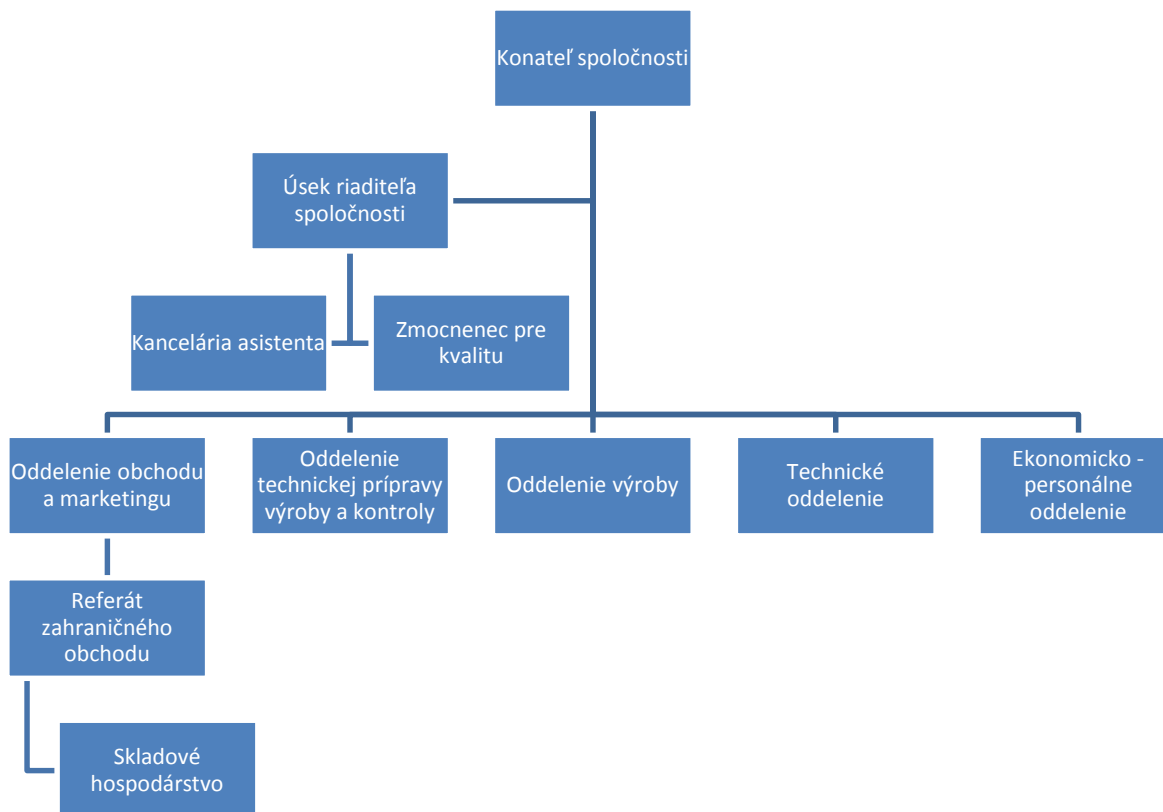 Konateľ spoločnosti
Úsek riaditeľa
spoločnosti
Kancelária asistenta
Zmocnenec pre
kvalitu
Oddelenie obchodu
a marketingu
Oddelenie
technickej prípravy
výroby a kontroly
Oddelenie výroby
Technické
oddelenie
Ekonomicko -
personálne
oddelenie
Referát
zahraničného
obchodu
Skladové
hospodárstvo